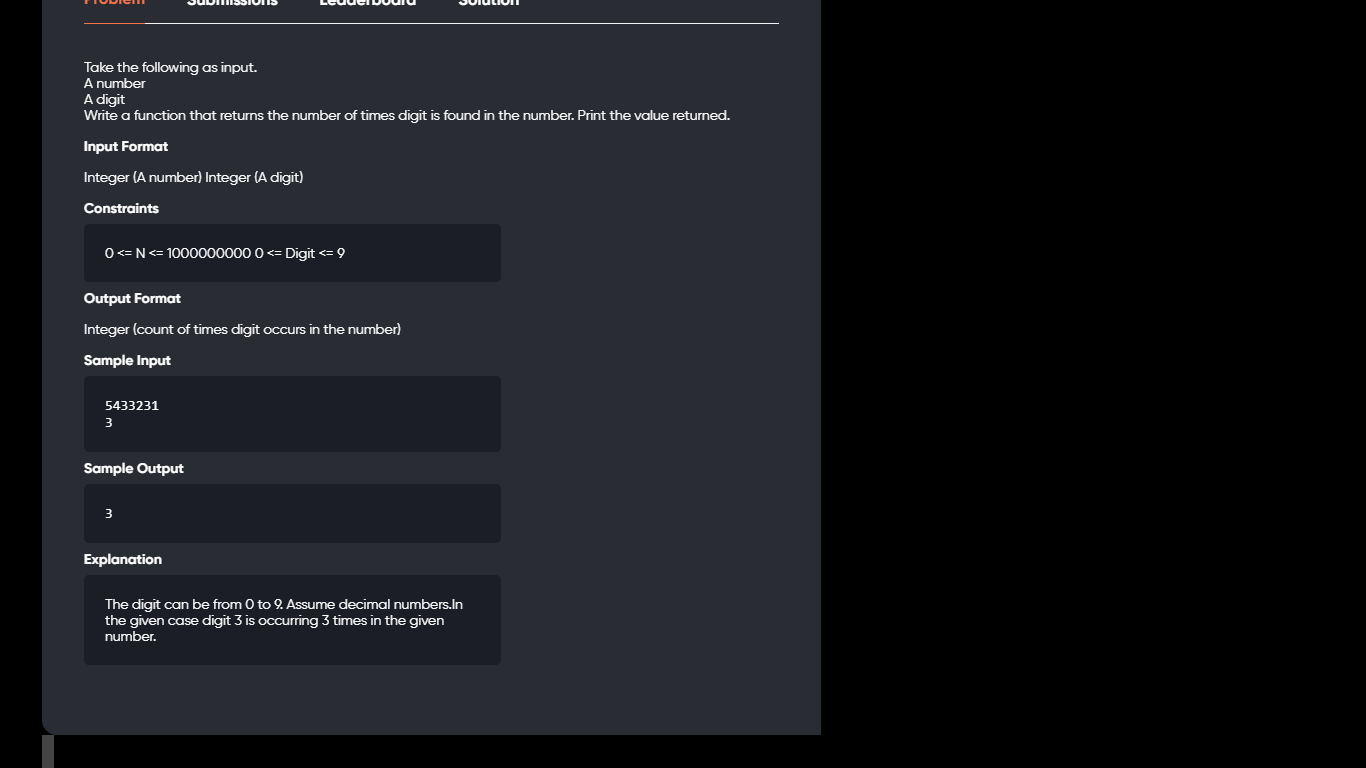 Problem Submissions Leaderboard Solution
Take the following as input.
A number
A digit
Write a function that returns the number of times digit is found in the number. Print the value returned.
Input Format
Integer (A number) Integer (A digit)
Constraints
0 <= N <= 1000000000 0 <= Digit <= 9
Output Format
Integer (count of times digit occurs in the number)
Sample Input
5433231
3
Sample Output
3
Explanation
The digit can be from 0 to 9. Assume decimal numbers.In
the given case digit 3 is occurring 3 times in the given
number.